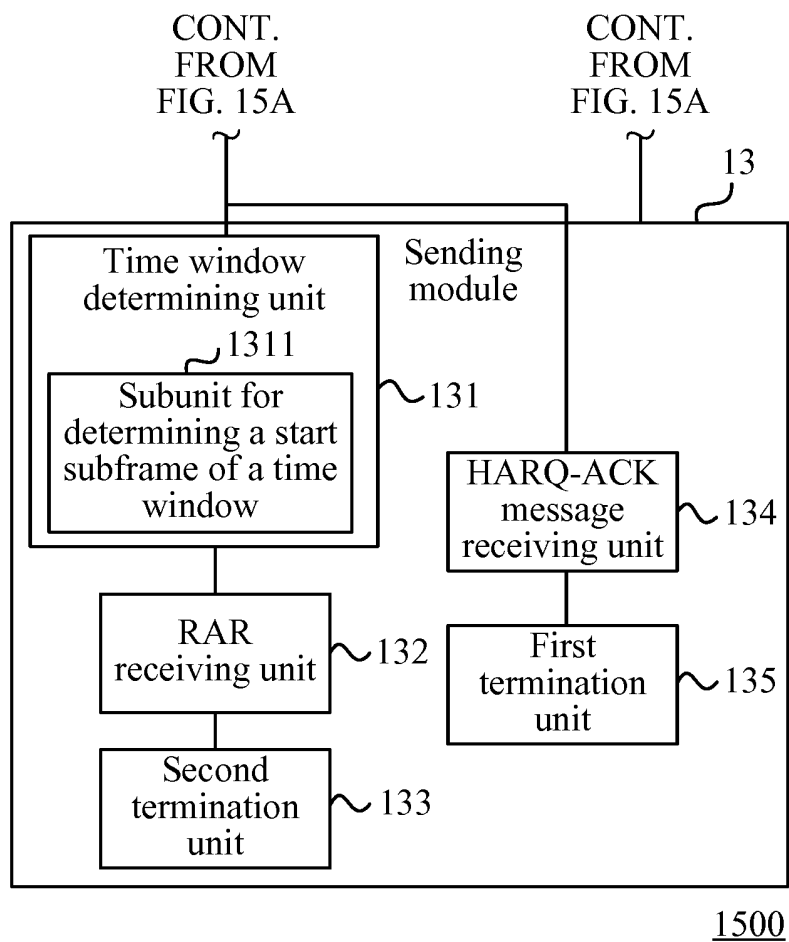 CONT.
FROM
FIG. 15A
CONT.
FROM
FIG. 15A
13
Time window
determining unit
Sending
module
1311
Subunit for
determining a start
subframe of a time
window
131
HARQ-ACK
message
receiving unit
134
RAR
receiving unit
132
First
termination
unit
135
Second
termination
unit
133
1500